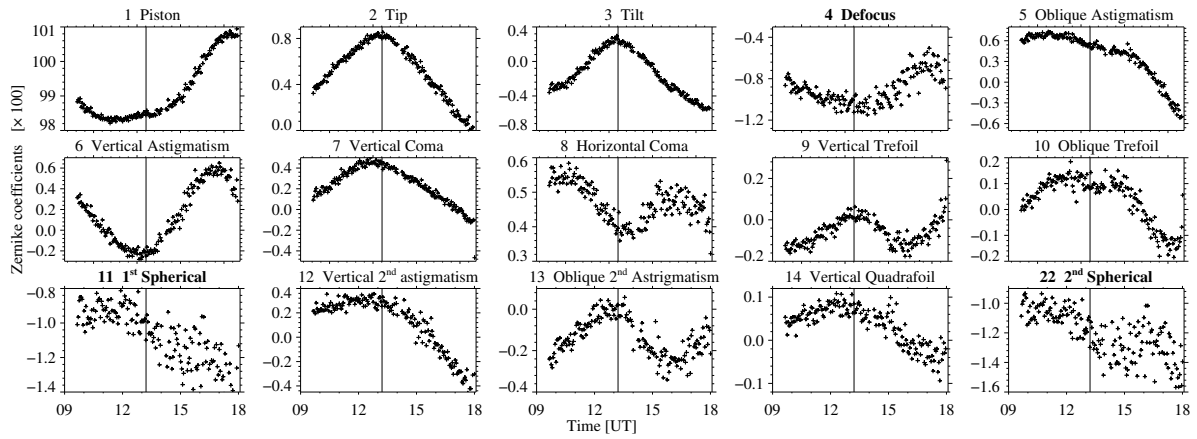 1 Piston
2 Tip
3 Tilt
4 Defocus
5 Oblique Astigmatism
101
99
98
0.8
0.4
0.0
0.4
0.0
−0.4
−0.8
−0.4
−0.8
−1.2
0.6
0.3
0.0
−0.3
−0.6
6 Vertical Astigmatism
7 Vertical Coma
8 Horizontal Coma
9 Vertical Trefoil
10 Oblique Trefoil
Zernike coefficients [× 100]
0.6
0.4
0.2
0.0
−0.2
0.4
0.2
0.0
−0.2
−0.4
0.6
0.5
0.4
0.3
0.2
0.0
−0.2
0.2
0.1
0.0
−0.1
−0.2
11 1st Spherical
12 Vertical 2nd astigmatism
13 Oblique 2nd Astrigmatism
14 Vertical Quadrafoil
22 2nd Spherical
−0.8
−1.0
−1.2
−1.4
0.4
0.2
0.0
−0.2
−0.4
0.0
−0.2
−0.4
0.1
0.0
−0.1
−1.0
−1.2
−1.4
−1.6
09 12 15 18
09 12 15 18
09 12 15 18
09 12 15 18
09 12 15 18
Time [UT]